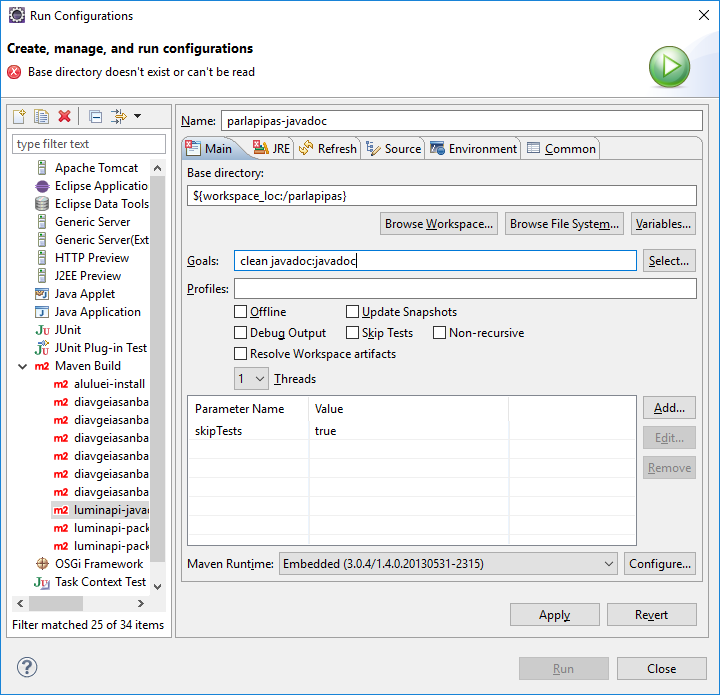 Run Configurations
Create, manage, and run configurations
Base directory doesn't exist or can't be read
type filter text
Apache Tomcat
Eclipse Applicatio
Eclipse Data Tools
Generic Server
Generic Server(Ext
HTTP Preview
J2EE Preview
Java Applet
Java Application
JU JUnit
JUnit Plug-in Test
m2 Maven Build
m2 aluluei-install
m2 diavgeiasanba
m2 diavgeiasanba
m2 diavgeiasanba
m2 diavgeiasanba
m2 diavgeiasanba
m2 diavgeiasanba
m2 luminapi-javad
m2 luminapi-pack
m2 luminapi-pack
OSGi Framework
JU Task Context Test
Filter matched 25 of 34 items
Name: parlapipas-javadoc
Main JRE Refresh Source Environment Common
Base directory:
${workspace_loc:/parlapipas}
Browse Workspace... Browse File System... Variables...
Goals: clean javadoc:javadoc Select...
Profiles:
Offline Update Snapshots
Debug Output Skip Tests Non-recursive
Resolve Workspace artifacts
1 Threads
Parameter Name Value Add...
skipTests true Edit...
Remove
Maven Runtime: Embedded (3.0.4/1.4.0.20130531-2315) Configure...
Apply Revert
? Run Close